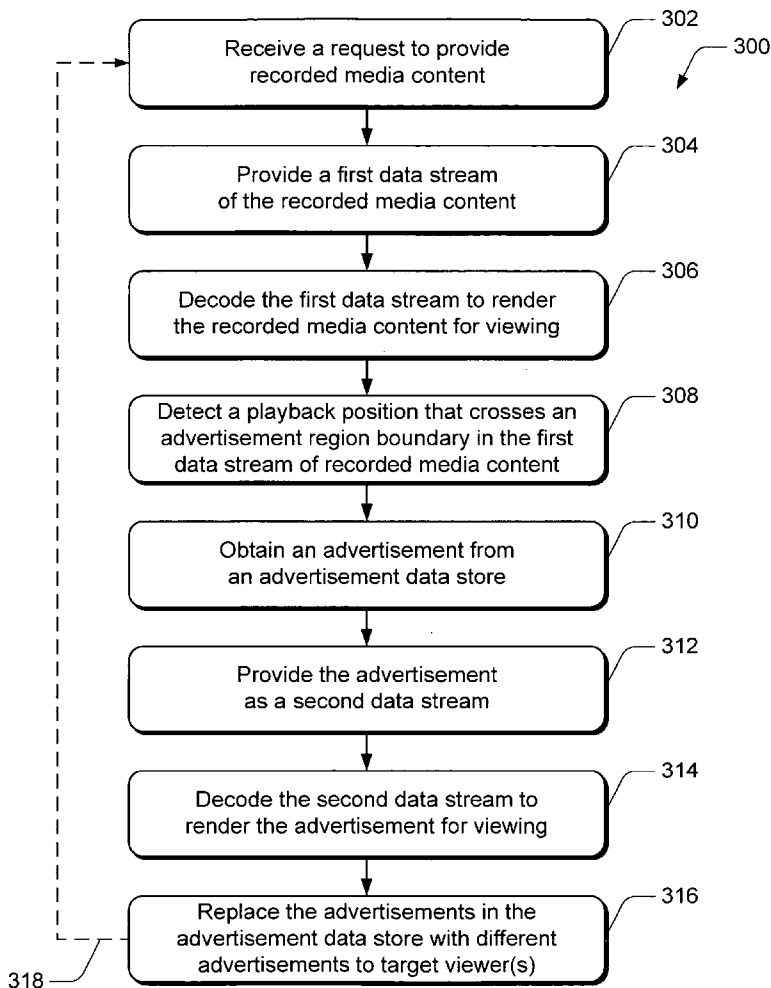 302
Receive a request to provide
recorded media content
300
304
Provide a first data stream
of the recorded media content
306
Decode the first data stream to render
the recorded media content for viewing
308
Detect a playback position that crosses an
advertisement region boundary in the first
data stream of recorded media content
310
Obtain an advertisement from
an advertisement data store
312
Provide the advertisement
as a second data stream
314
Decode the second data stream to
render the advertisement for viewing
316
Replace the advertisements in the
advertisement data store with different
advertisements to target viewer(s)
318